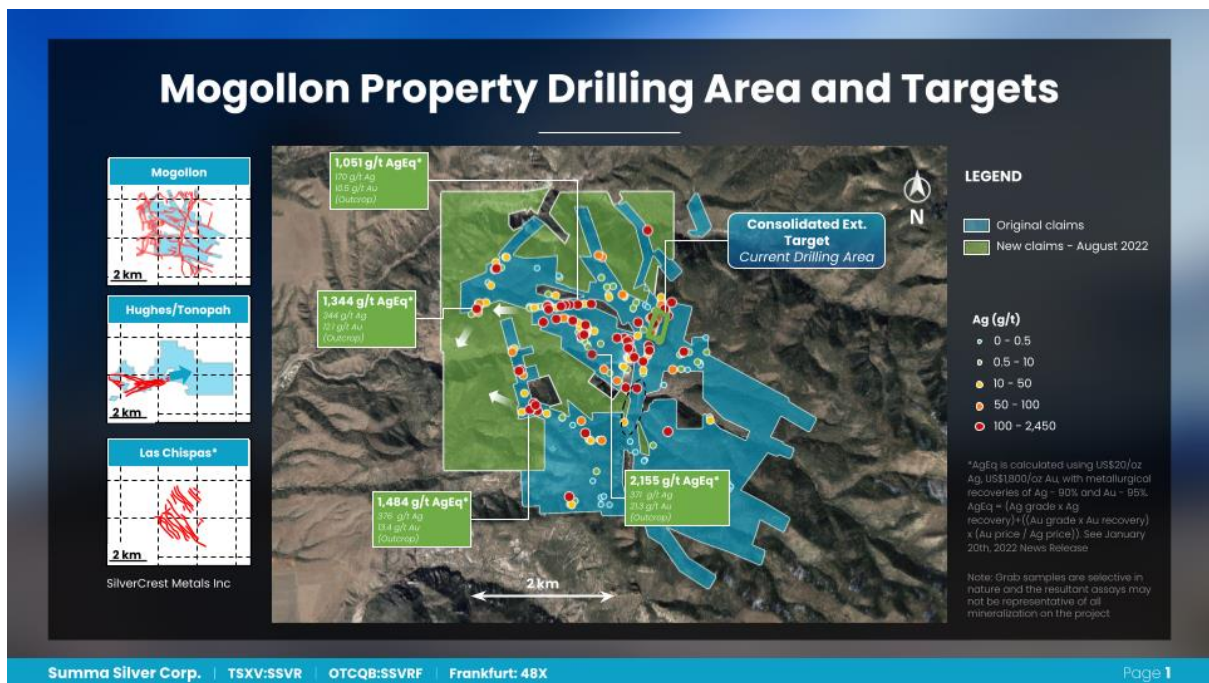 Mogollon Property Drilling Area and Targets
Mogollon
2 km
Hughes/Tonopah
2 km
Las Chispas*
2 km
SilverCrest Metals Inc
1,051 g/t AgEq*
170 g/t Ag
10.5 g/t Au
(Outcrop)
1,344 g/t AgEq*
344 g/t Ag
12.1 g/t Au
(Outcrop)
1,484 g/t AgEq*
376 g/t Ag
13.4 g/t Au
(Outcrop)
2,155 g/t AgEq*
371 g/t Ag
21.3 g/t Au
(Outcrop)
Consolidated Ext.
Target
Current Drilling Area
N
2 km
LEGEND
Original claims
New claims - August 2022
Ag (g/t)
0 - 0.5
0.5 - 10
10 - 50
50 - 100
100 - 2,450
*AgEq is calculated using US$20/oz
Ag, US$1,800/oz Au, with metallurgical
recoveries of Ag - 90% and Au - 95%.
AgEq = (Ag grade x Ag
recovery)+((Au grade x Au recovery)
x (Au price / Ag price)). See January
20th, 2022 News Release
Note: Grab samples are selective in
nature and the resultant assays may
not be representative of all
mineralization on the project
Summa Silver Corp. | TSXV:SSVR | OTCQB:SSVRF | Frankfurt: 48X
Page 1